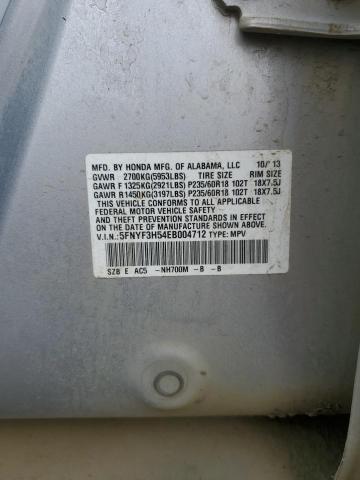 MFD. BY HONDA MFG. OF ALABAMA, LLC 10/ 13
GVWR 2700KG(5953LBS) TIRE SIZE RIM SIZE
GAWR F 1325KG(2921LBS) P235/60R18 102T 18X7.5J
GAWR R 1450KG(3197LBS) P235/60R18 102T 18X7.5J
THIS VEHICLE CONFORMS TO ALL APPLICABLE
FEDERAL MOTOR VEHICLE SAFETY
AND THEFT PREVENTION STANDARDS IN EFFECT ON
THE DATE OF MANUFACTURE SHOWN ABOVE.
V.I.N.: 5FNYF3H54EB004712 TYPE: MPV
SZB E AC5 -NH700M -B -B